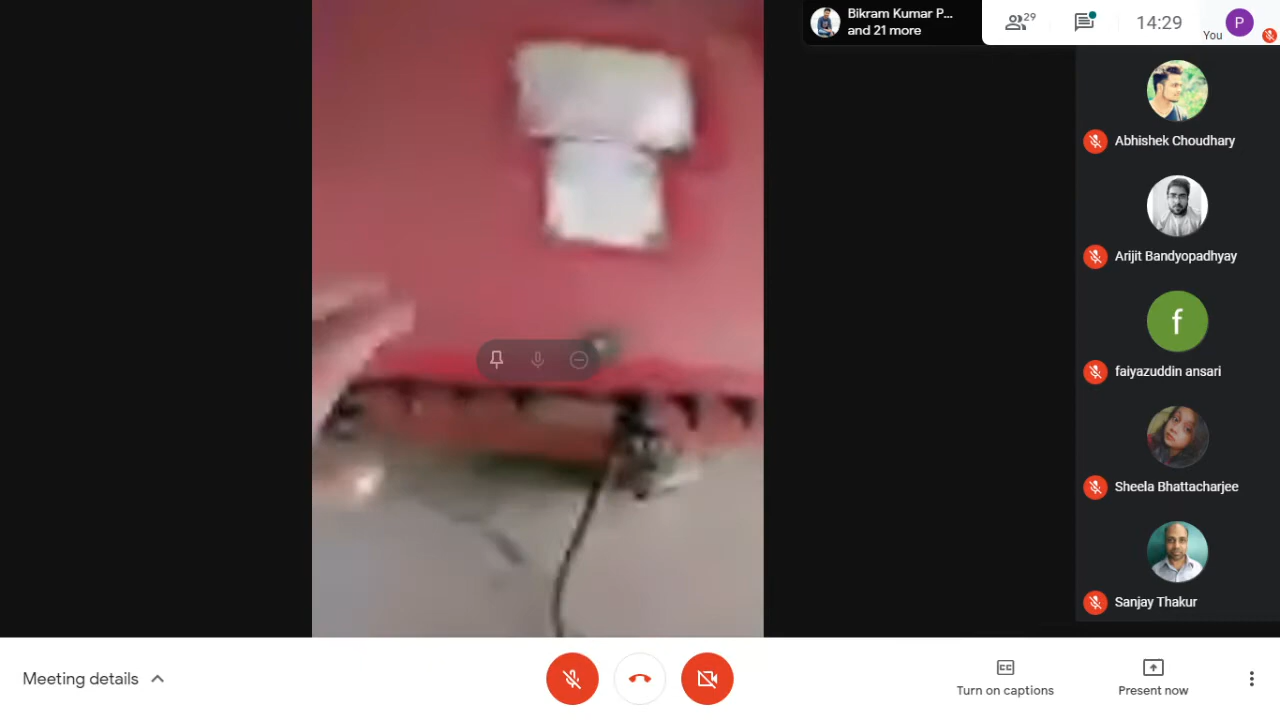 Bikram Kumar P...
and 21 more
29
14:29
P
You
Abhishek Choudhary
Arijit Bandyopadhyay
f
faiyazuddin ansari
Sheela Bhattacharjee
Sanjay Thakur
Meeting details
CC
Turn on captions
Present now